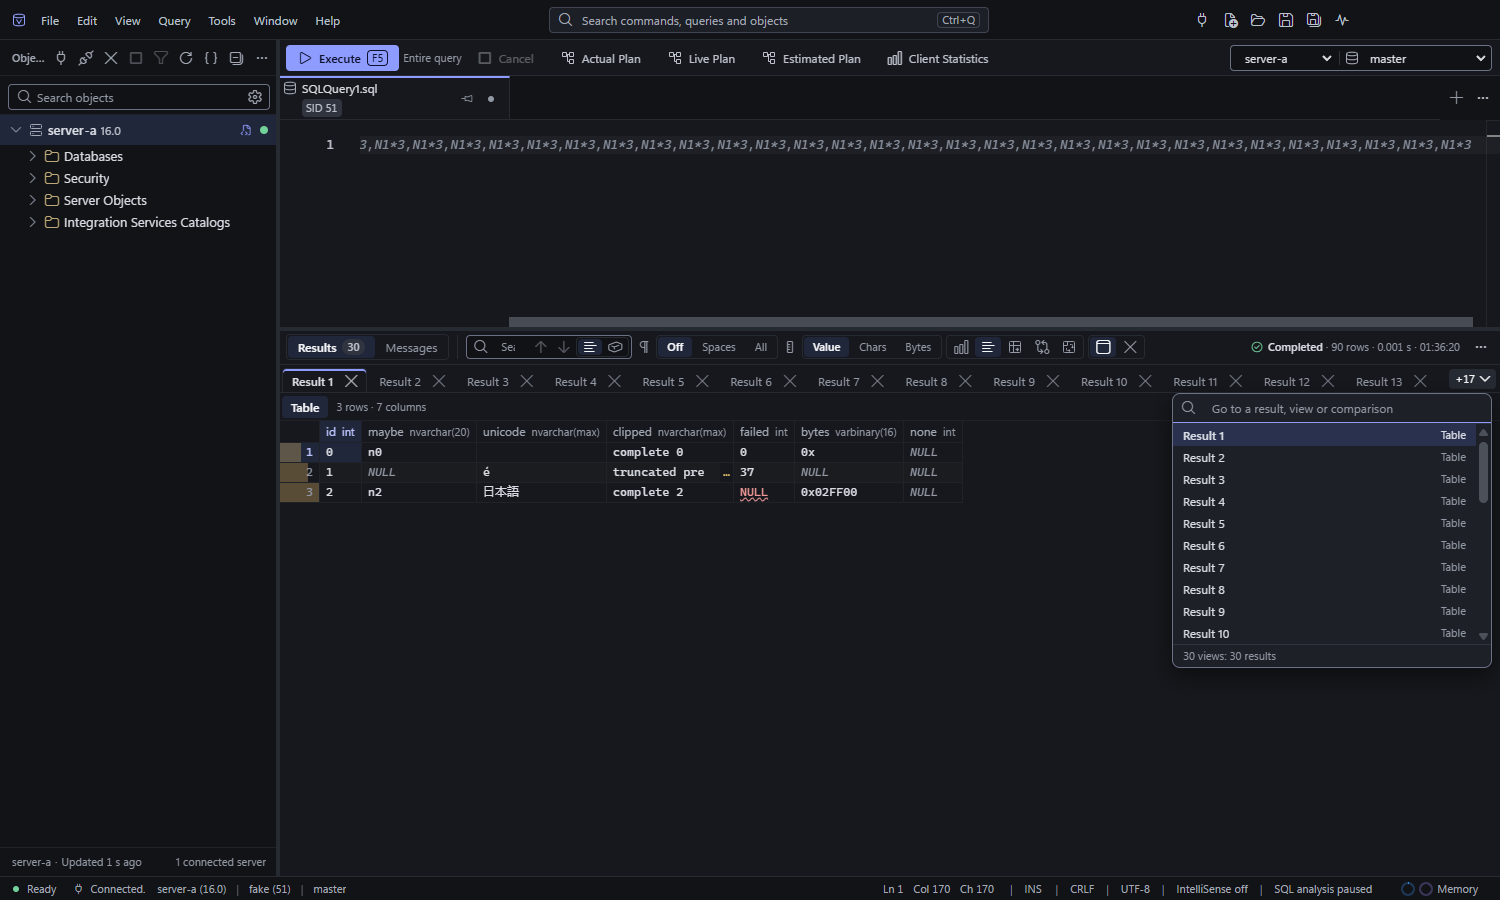 File Edit View Query Tools Window Help
Search commands, queries and objects Ctrl+Q
Obje...
Execute F5 Entire query Cancel Actual Plan Live Plan Estimated Plan Client Statistics
server-a master
Search objects
SQLQuery1.sql
SID 51
server-a 16.0
Databases
Security
Server Objects
Integration Services Catalogs
1 3,N1*3,N1*3,N1*3,N1*3,N1*3,N1*3,N1*3,N1*3,N1*3,N1*3,N1*3,N1*3,N1*3,N1*3,N1*3,N1*3,N1*3,N1*3,N1*3,N1*3,N1*3,N1*3,N1*3,N1*3,N1*3,N1*3,N1*3,N1*3,N1*3
Results 30 Messages
Off Spaces All Value Chars Bytes
Completed · 90 rows · 0.001 s · 01:36:20
Result 1 Result 2 Result 3 Result 4 Result 5 Result 6 Result 7 Result 8 Result 9 Result 10 Result 11 Result 12 Result 13 +17
Table 3 rows · 7 columns
id int maybe nvarchar(20) unicode nvarchar(max) clipped nvarchar(max) failed int bytes varbinary(16) none int
1 0 n0 complete 0 0 0x NULL
2 1 NULL é truncated pre … 37 NULL NULL
3 2 n2 日本語 complete 2 NULL 0x02FF00 NULL
Go to a result, view or comparison
Result 1 Table
Result 2 Table
Result 3 Table
Result 4 Table
Result 5 Table
Result 6 Table
Result 7 Table
Result 8 Table
Result 9 Table
Result 10 Table
30 views: 30 results
server-a · Updated 1 s ago 1 connected server
Ready Connected. server-a (16.0) | fake (51) | master
Ln 1 Col 170 Ch 170 | INS | CRLF | UTF-8 | IntelliSense off | SQL analysis paused Memory